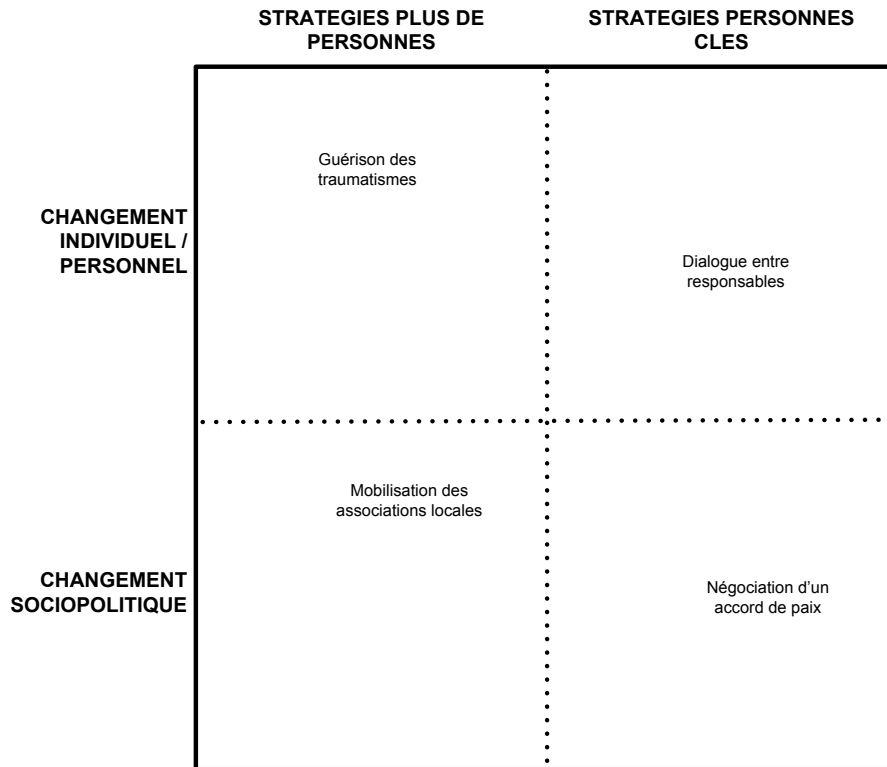 STRATEGIES PLUS DE
PERSONNES
STRATEGIES PERSONNES
CLES
CHANGEMENT
INDIVIDUEL /
PERSONNEL
Guérison des
traumatismes
Dialogue entre
responsables
CHANGEMENT
SOCIOPOLITIQUE
Mobilisation des
associations locales
Négociation d’un
accord de paix